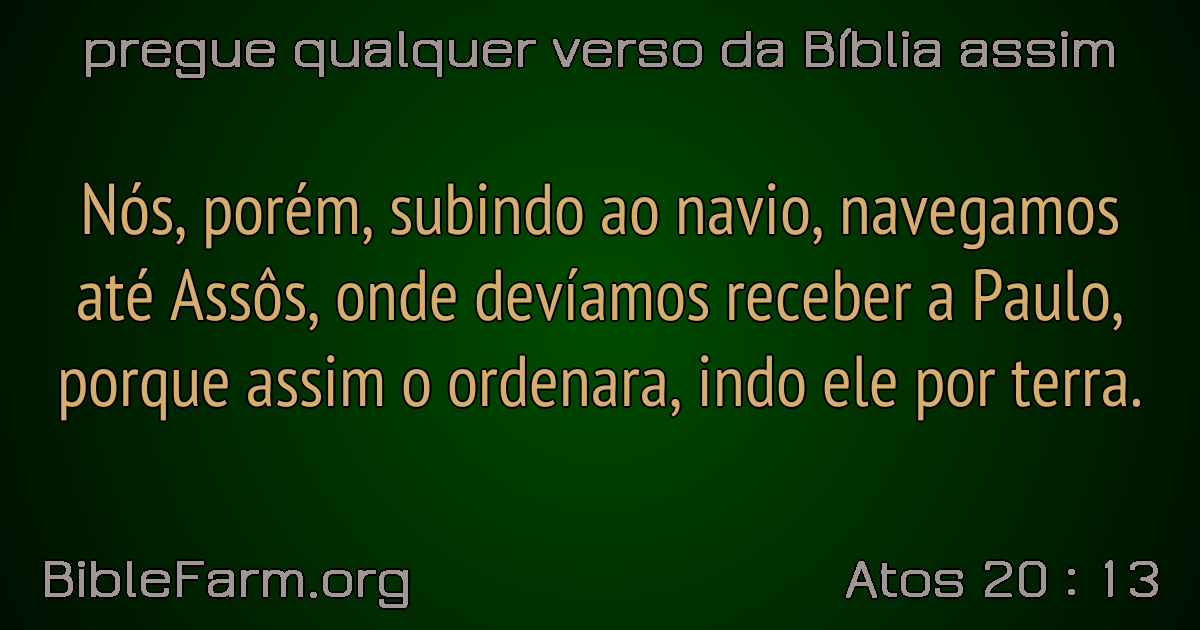 pregue qualquer verso da Bíblia assim
Nós, porém, subindo ao navio, navegamos
até Assôs, onde devíamos receber a Paulo,
porque assim o ordenara, indo ele por terra.
BibleFarm.org
Atos 20 : 13